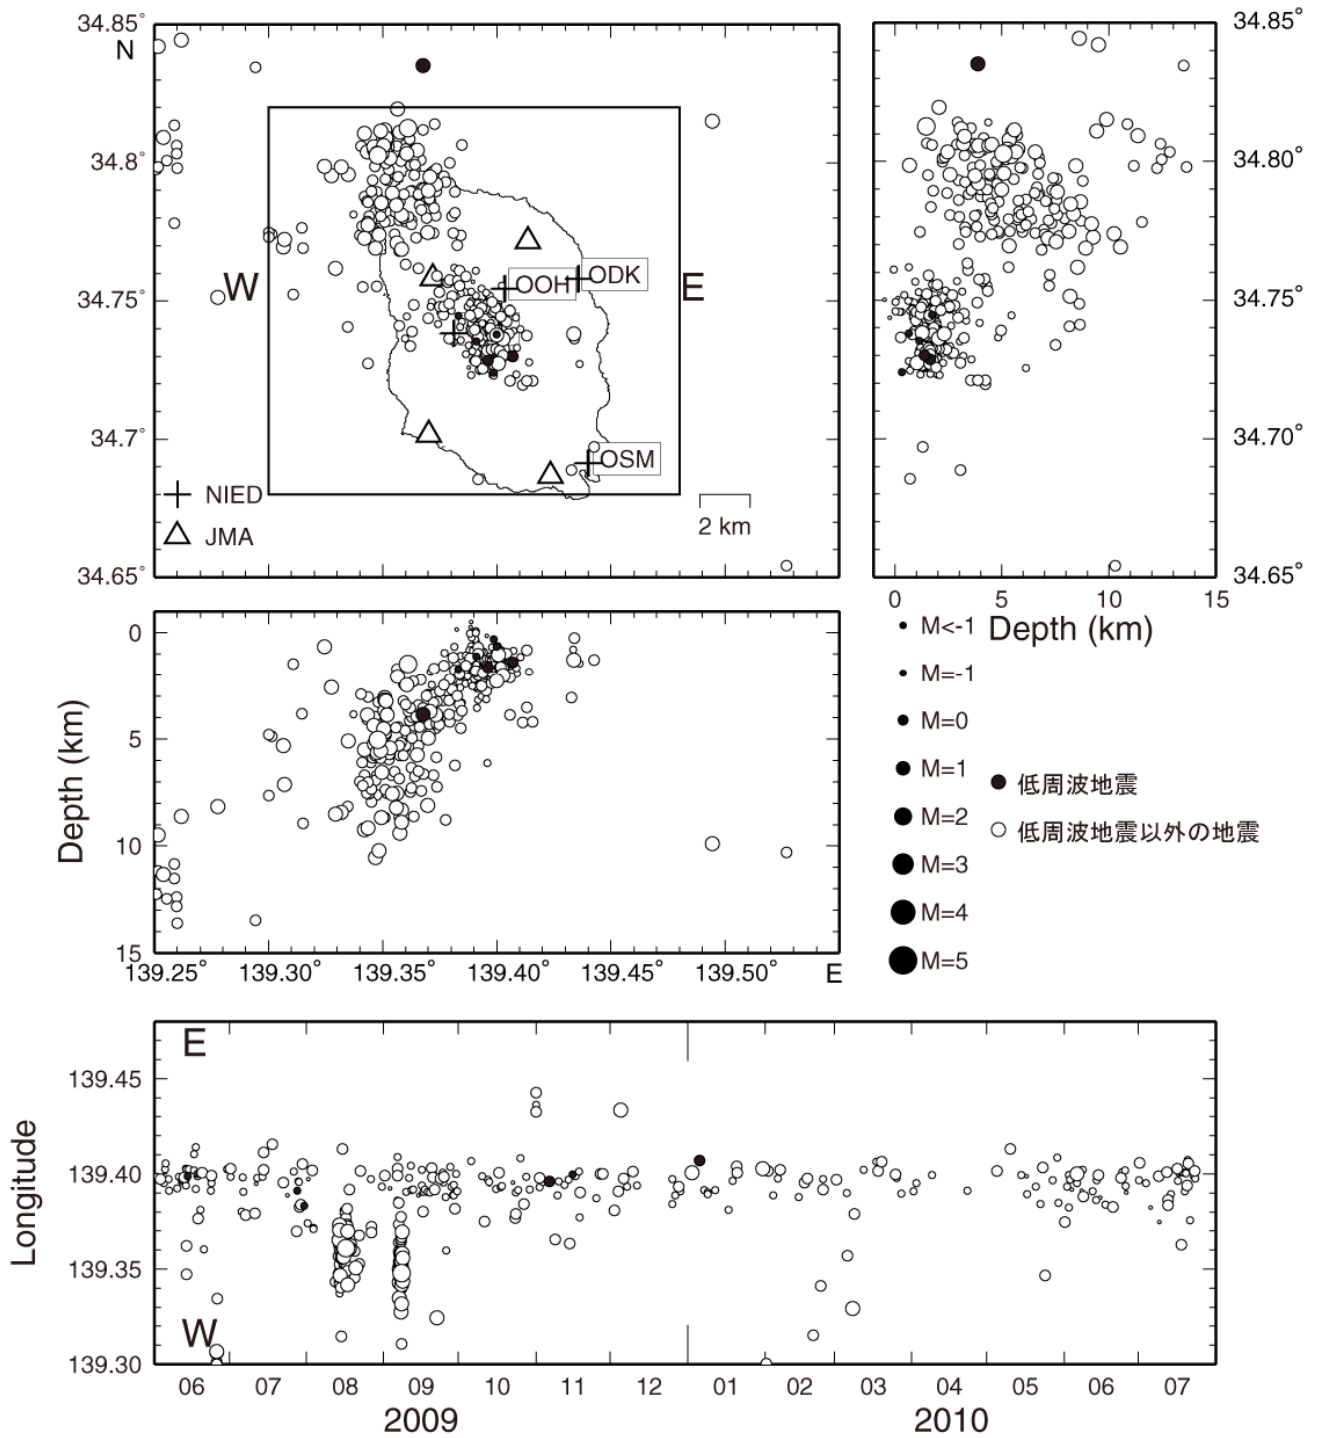 34.85°
N
34.8°
34.75°
34.7°
34.65°
W
E
OOH
ODK
OSM
NIED
JMA
2 km
34.85°
34.80°
34.75°
34.70°
34.65°
0 5 10 15
Depth (km)
0
5
10
15
Depth (km)
139.25° 139.30° 139.35° 139.40° 139.45° 139.50° E
M<-1
M=-1
M=0
M=1
M=2
M=3
M=4
M=5
低周波地震
低周波地震以外の地震
E
139.45
139.40
139.35
139.30
W
Longitude
06 07 08 09 10 11 12 01 02 03 04 05 06 07
2009 2010